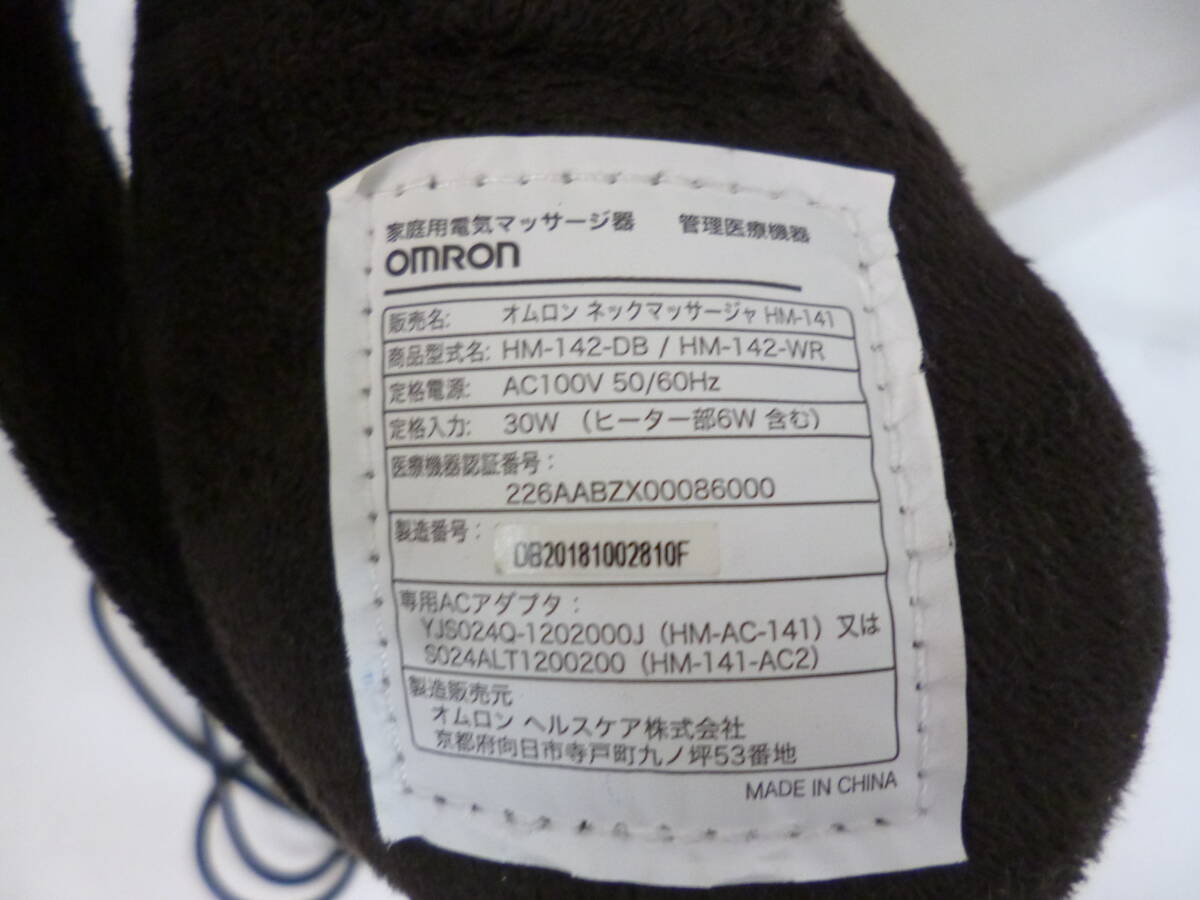 家庭用電気マッサージ器 管理医療機器
OMRON
販売名: オムロン ネックマッサージャ HM-141
商品型式名: HM-142-DB / HM-142-WR
定格電源: AC100V 50/60Hz
定格入力: 30W (ヒーター部6W 含む)
医療機器認証番号:
226AABZX00086000
製造番号: DB20181002810F
専用ACアダプタ:
YJS024Q-1202000J (HM-AC-141) 又は
S024ALT1200200 (HM-141-AC2)
製造販売元
オムロン ヘルスケア株式会社
京都府向日市寺戸町九ノ坪53番地
MADE IN CHINA